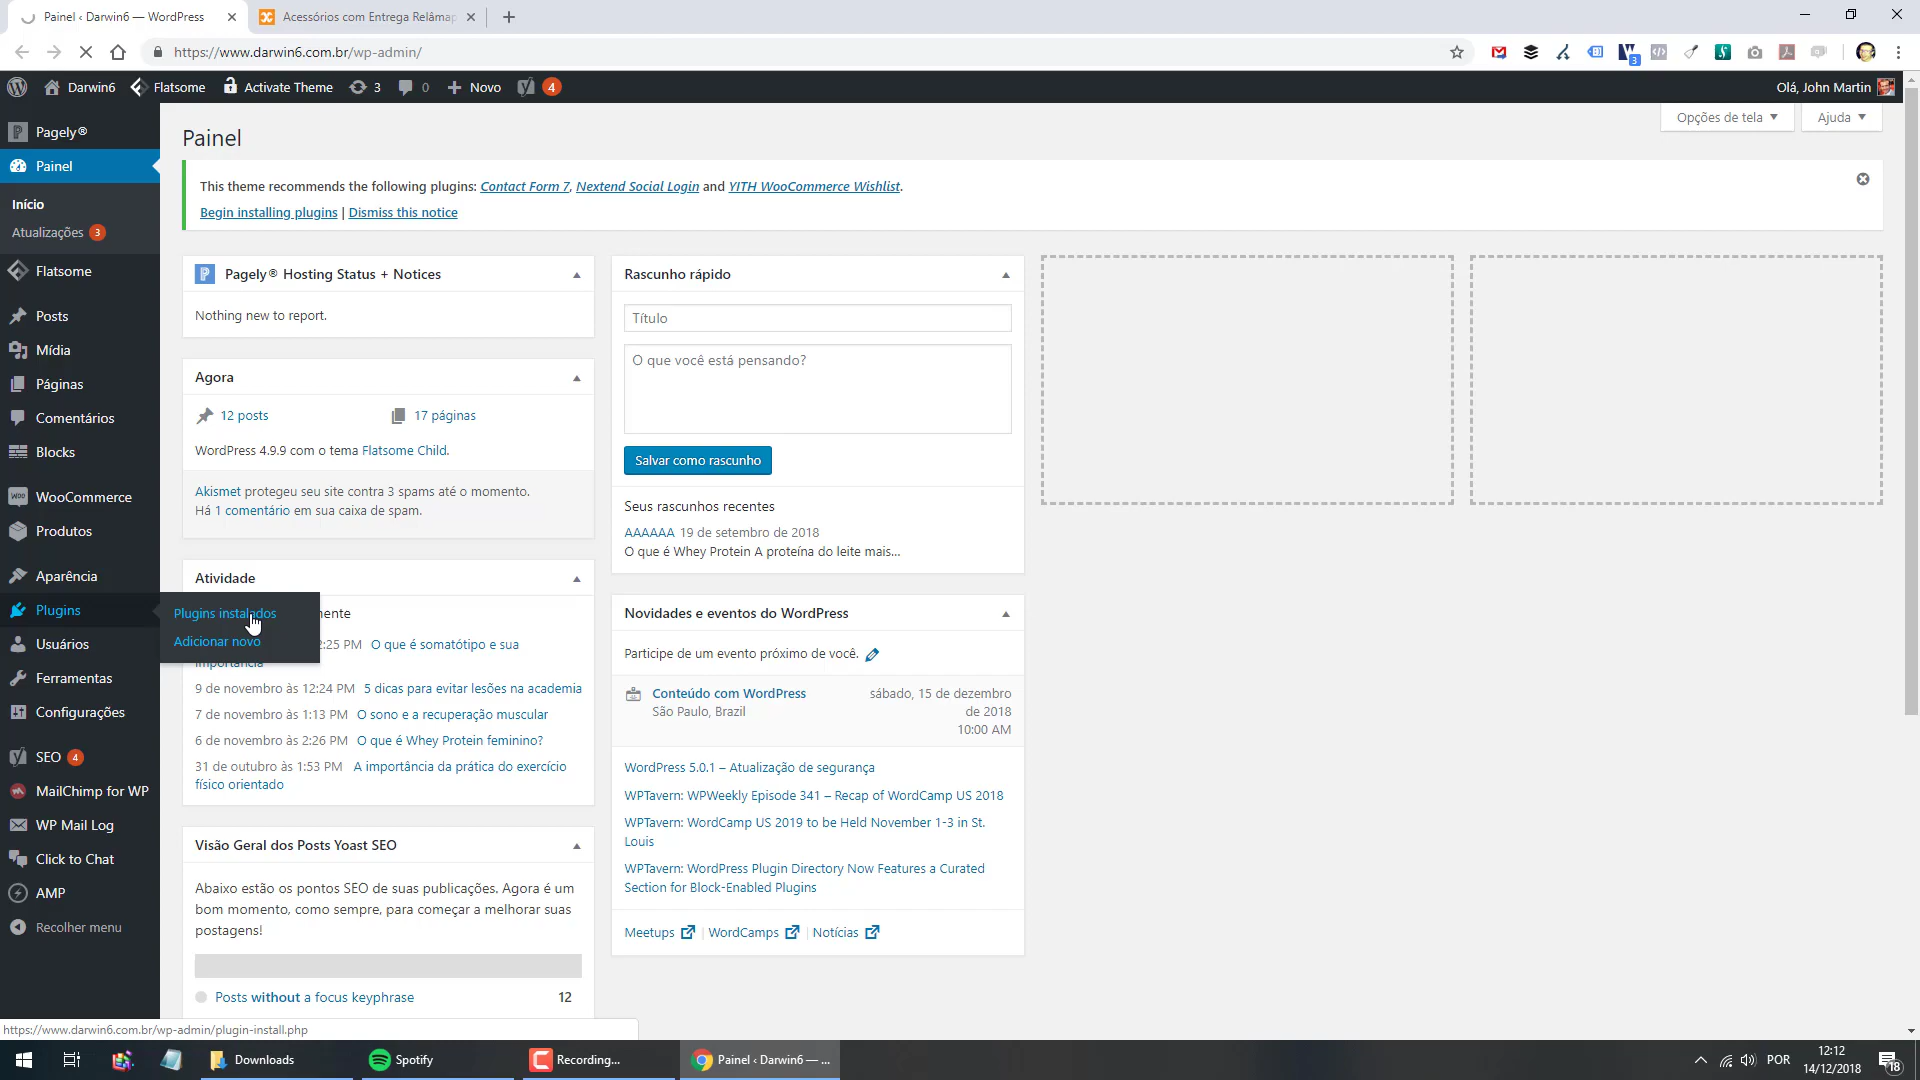 Painel ‹ Darwin6 — WordPress
Acessórios com Entrega Relâmpa
https://www.darwin6.com.br/wp-admin/
3
Darwin6
Flatsome
Activate Theme
3
0
Novo
4
Olá, John Martin
Pagely®
Painel
Início
Atualizações 3
Flatsome
Posts
Mídia
Páginas
Comentários
Blocks
WooCommerce
Produtos
Aparência
Plugins
Usuários
Ferramentas
Configurações
SEO 4
MailChimp for WP
WP Mail Log
Click to Chat
AMP
Recolher menu
Plugins instalados
Adicionar novo
Painel
Opções de tela
Ajuda
This theme recommends the following plugins: Contact Form 7, Nextend Social Login and YITH WooCommerce Wishlist.
Begin installing plugins | Dismiss this notice
Pagely® Hosting Status + Notices
Nothing new to report.
Agora
12 posts
17 páginas
WordPress 4.9.9 com o tema Flatsome Child.
Akismet protegeu seu site contra 3 spams até o momento.
Há 1 comentário em sua caixa de spam.
Atividade
mente
2:25 PM O que é somatótipo e sua
importância
9 de novembro às 12:24 PM 5 dicas para evitar lesões na academia
7 de novembro às 1:13 PM O sono e a recuperação muscular
6 de novembro às 2:26 PM O que é Whey Protein feminino?
31 de outubro às 1:53 PM A importância da prática do exercício
físico orientado
Visão Geral dos Posts Yoast SEO
Abaixo estão os pontos SEO de suas publicações. Agora é um
bom momento, como sempre, para começar a melhorar suas
postagens!
Posts without a focus keyphrase 12
Rascunho rápido
Título
O que você está pensando?
Salvar como rascunho
Seus rascunhos recentes
AAAAAA 19 de setembro de 2018
O que é Whey Protein A proteína do leite mais...
Novidades e eventos do WordPress
Participe de um evento próximo de você.
Conteúdo com WordPress
São Paulo, Brazil
sábado, 15 de dezembro
de 2018
10:00 AM
WordPress 5.0.1 – Atualização de segurança
WPTavern: WPWeekly Episode 341 – Recap of WordCamp US 2018
WPTavern: WordCamp US 2019 to be Held November 1-3 in St.
Louis
WPTavern: WordPress Plugin Directory Now Features a Curated
Section for Block-Enabled Plugins
Meetups | WordCamps | Notícias
https://www.darwin6.com.br/wp-admin/plugin-install.php
Downloads
Spotify
Recording...
Painel ‹ Darwin6 — ...
POR
12:12
14/12/2018
18